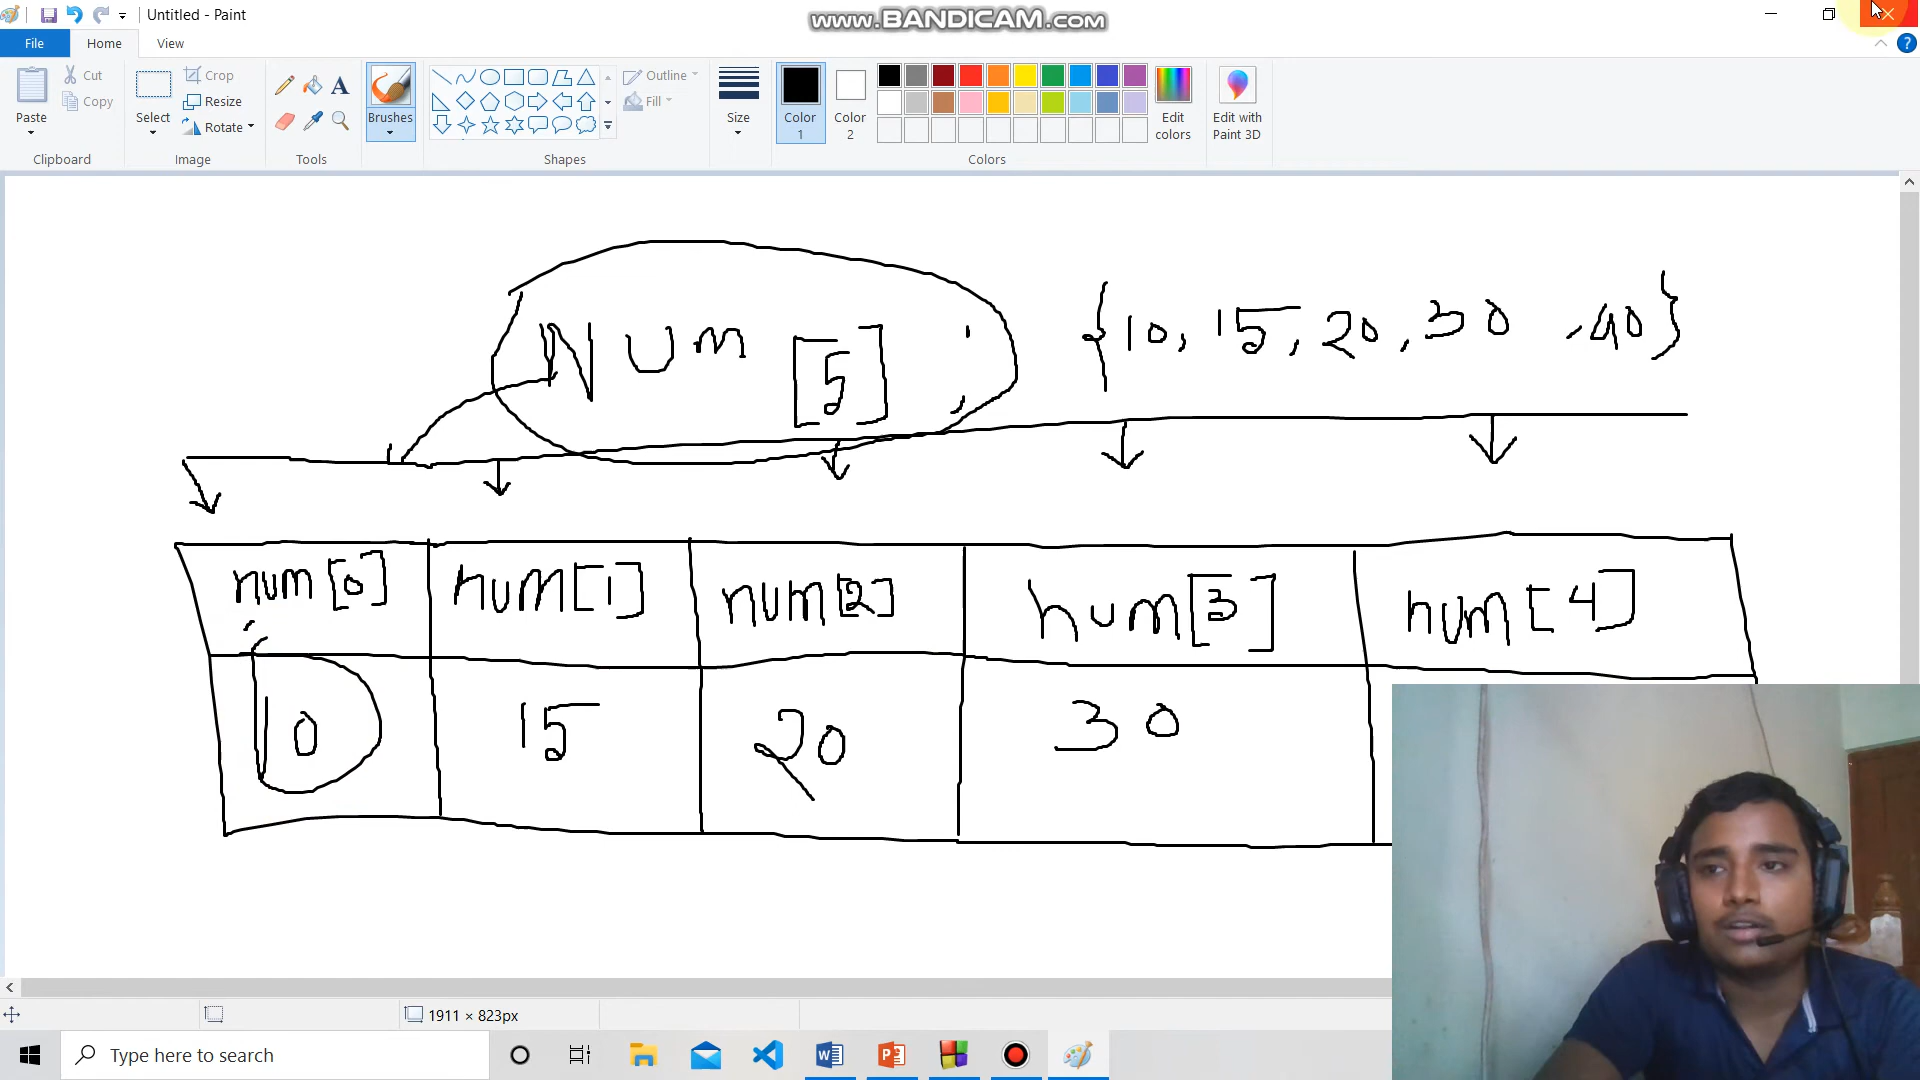 Untitled - Paint
www.BANDICAM.com
File
Home
View
Paste
Cut
Copy
Clipboard
Select
Crop
Resize
Rotate
Image
A
Tools
Brushes
Shapes
Outline
Fill
Size
Color
1
Color
2
Colors
Edit
colors
Edit with
Paint 3D
?
Num [5] ;
{10, 15, 20, 30 ,40}
num[0] num[1] num[2] num[3] num[4]
10 15 20 30
1911 × 823px
Type here to search
W
P